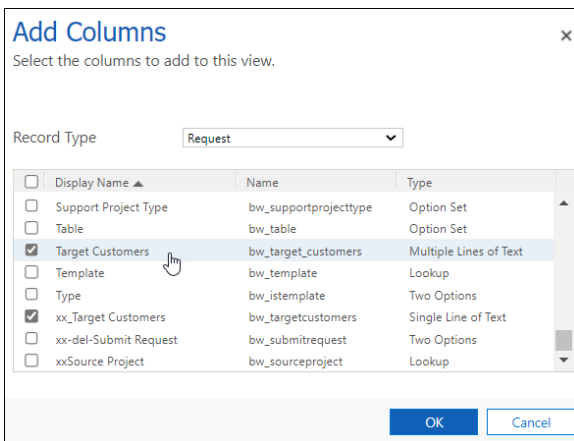 Add Columns
Select the columns to add to this view.
Record Type Request
Display Name Name Type
Support Project Type bw_supportprojecttype Option Set
Table bw_table Option Set
Target Customers bw_target_customers Multiple Lines of Text
Template bw_template Lookup
Type bw_istemplate Two Options
xx_Target Customers bw_targetcustomers Single Line of Text
xx-del-Submit Request bw_submitrequest Two Options
xxSource Project bw_sourceproject Lookup
OK Cancel